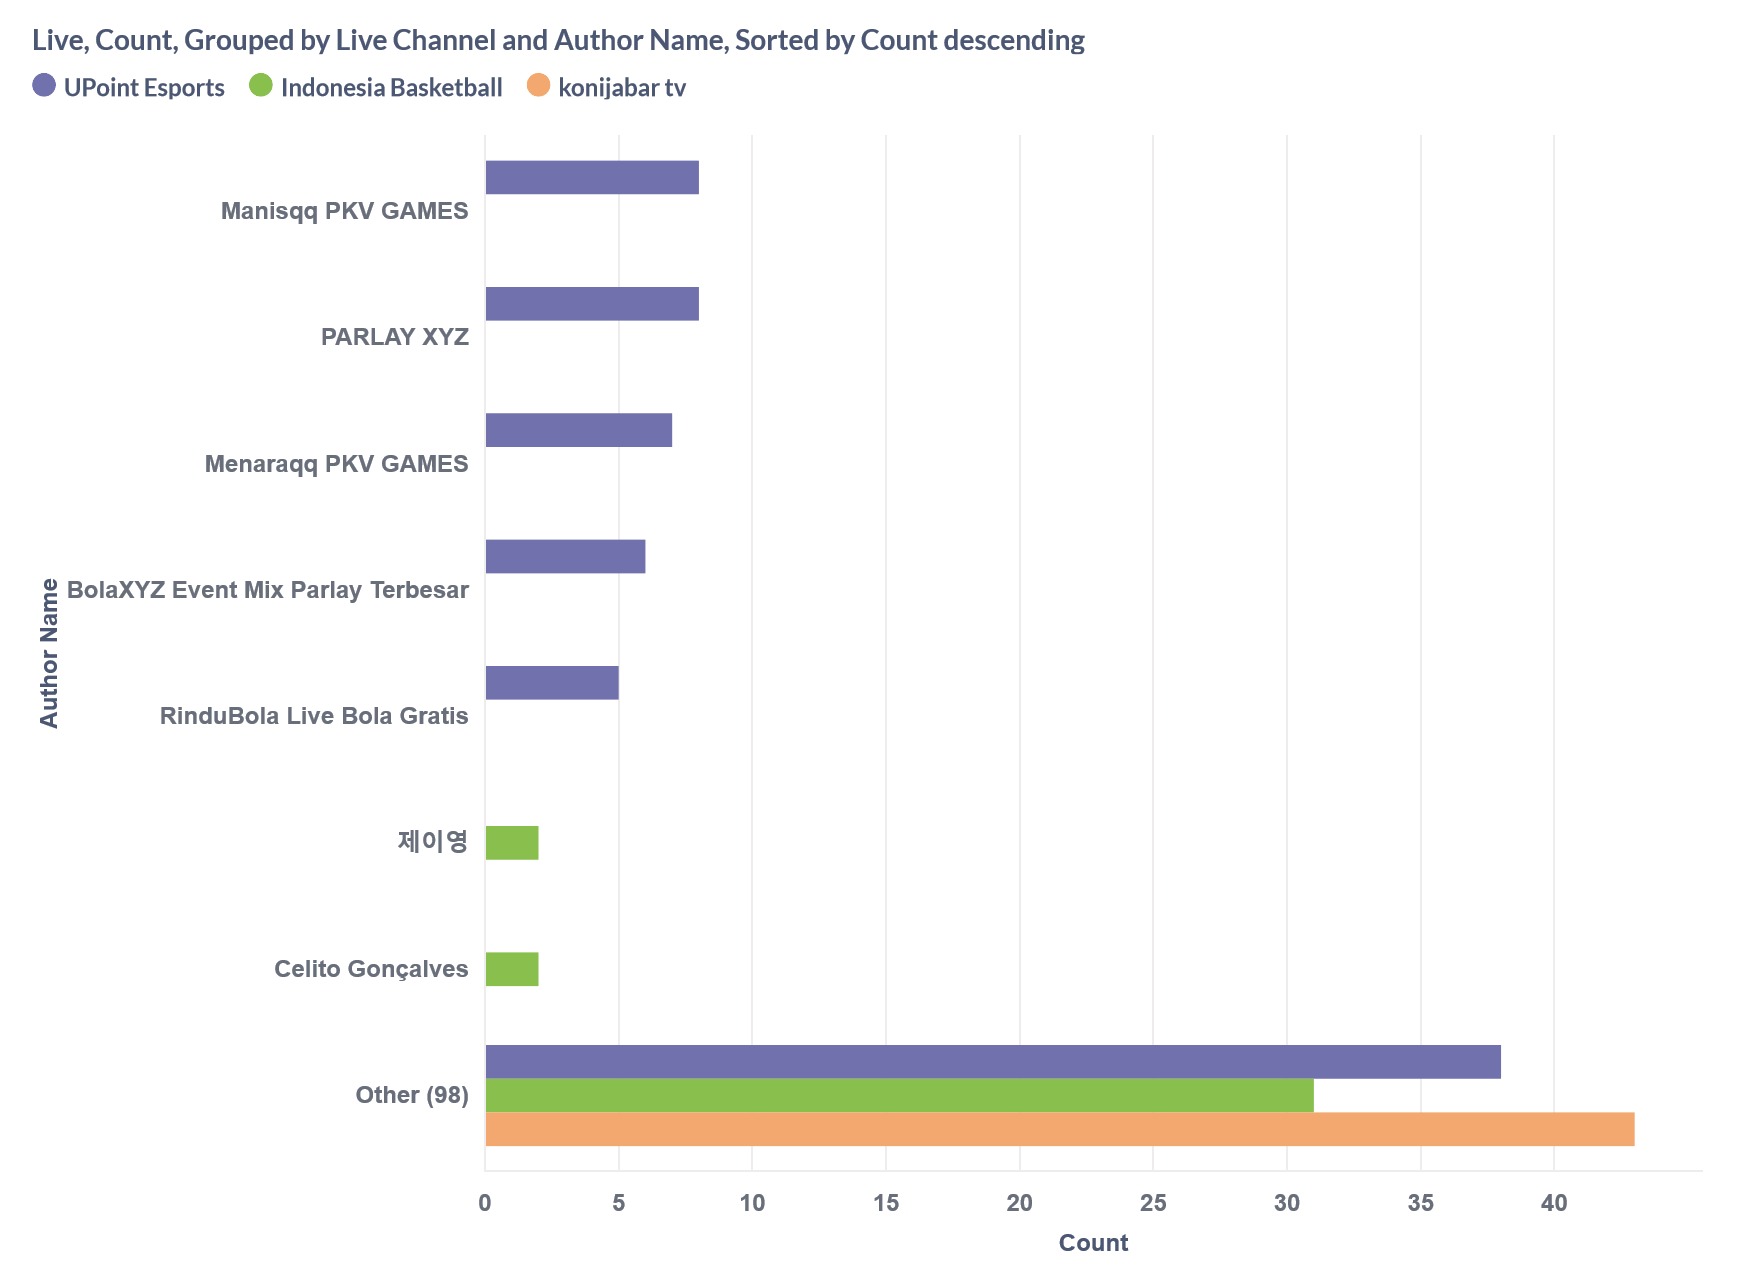 Live, Count, Grouped by Live Channel and Author Name, Sorted by Count descending
UPoint Esports Indonesia Basketball konijabar tv
Manisqq PKV GAMES
PARLAY XYZ
Menaraqq PKV GAMES
BolaXYZ Event Mix Parlay Terbesar
RinduBola Live Bola Gratis
제이영
Celito Gonçalves
Other (98)
Author Name
0 5 10 15 20 25 30 35 40
Count